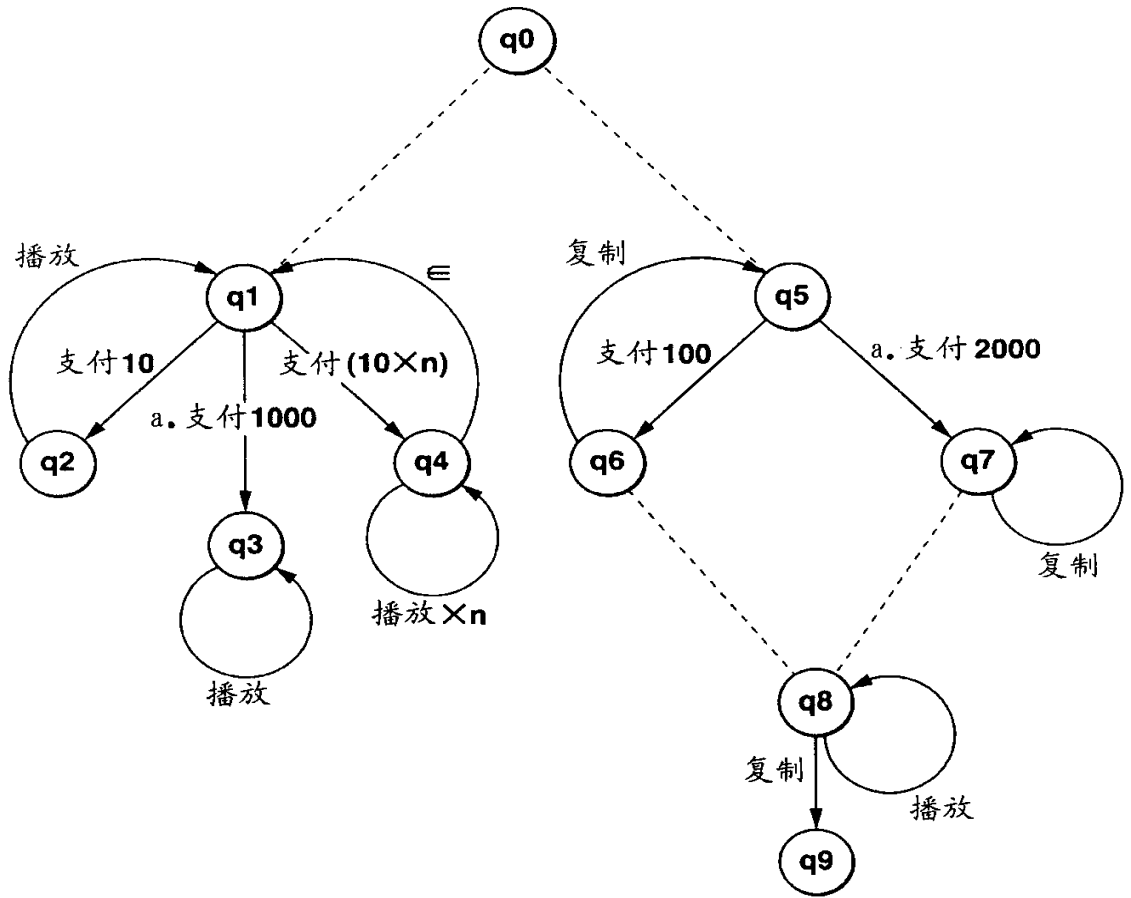 q0
播放
∈
复制
q1
q5
支付10
支付(10×n)
支付100
a.支付2000
a.支付1000
q2
q4
q6
q7
q3
复制
播放×n
播放
q8
复制
播放
q9